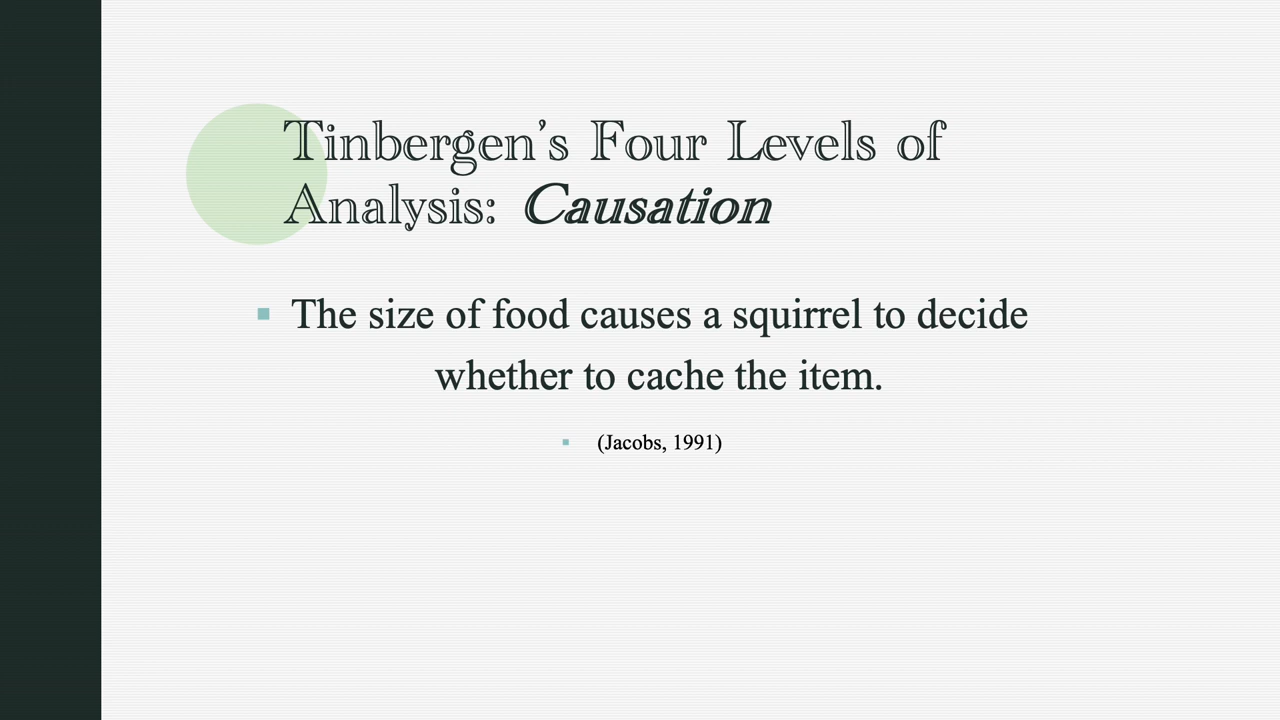 Tinbergen’s Four Levels of
Analysis: Causation
▪ The size of food causes a squirrel to decide
whether to cache the item.
▪ (Jacobs, 1991)